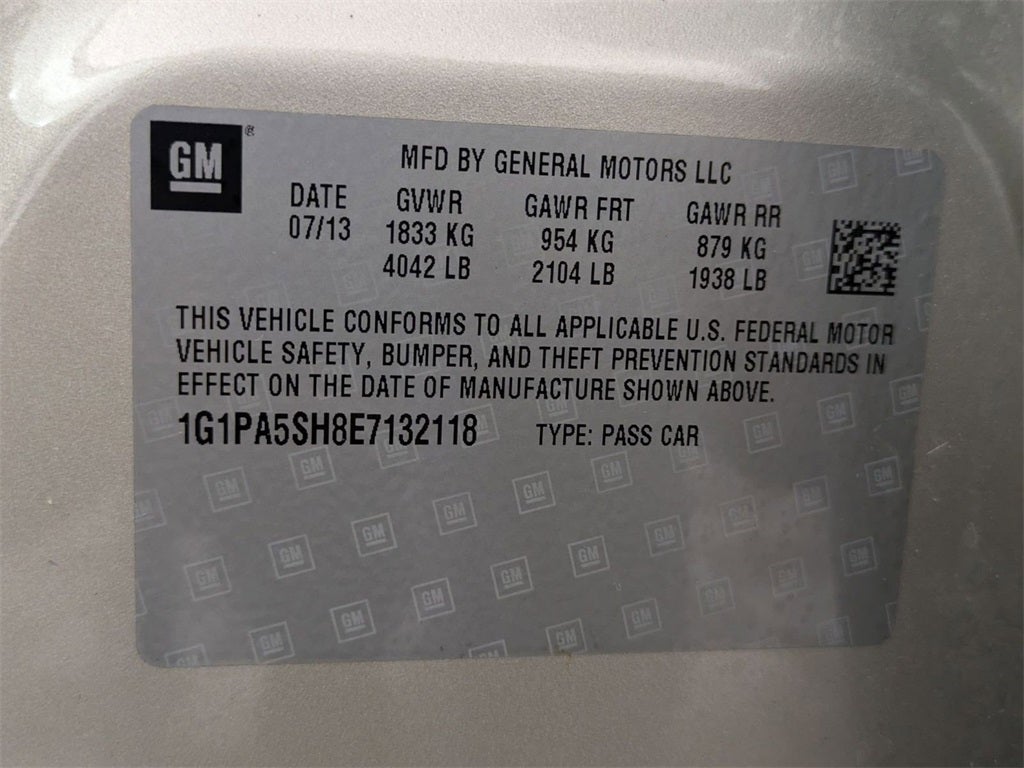 GM®
MFD BY GENERAL MOTORS LLC
DATE GVWR GAWR FRT GAWR RR
07/13 1833 KG 954 KG 879 KG
4042 LB 2104 LB 1938 LB
THIS VEHICLE CONFORMS TO ALL APPLICABLE U.S. FEDERAL MOTOR
VEHICLE SAFETY, BUMPER, AND THEFT PREVENTION STANDARDS IN
EFFECT ON THE DATE OF MANUFACTURE SHOWN ABOVE.
1G1PA5SH8E7132118 TYPE: PASS CAR